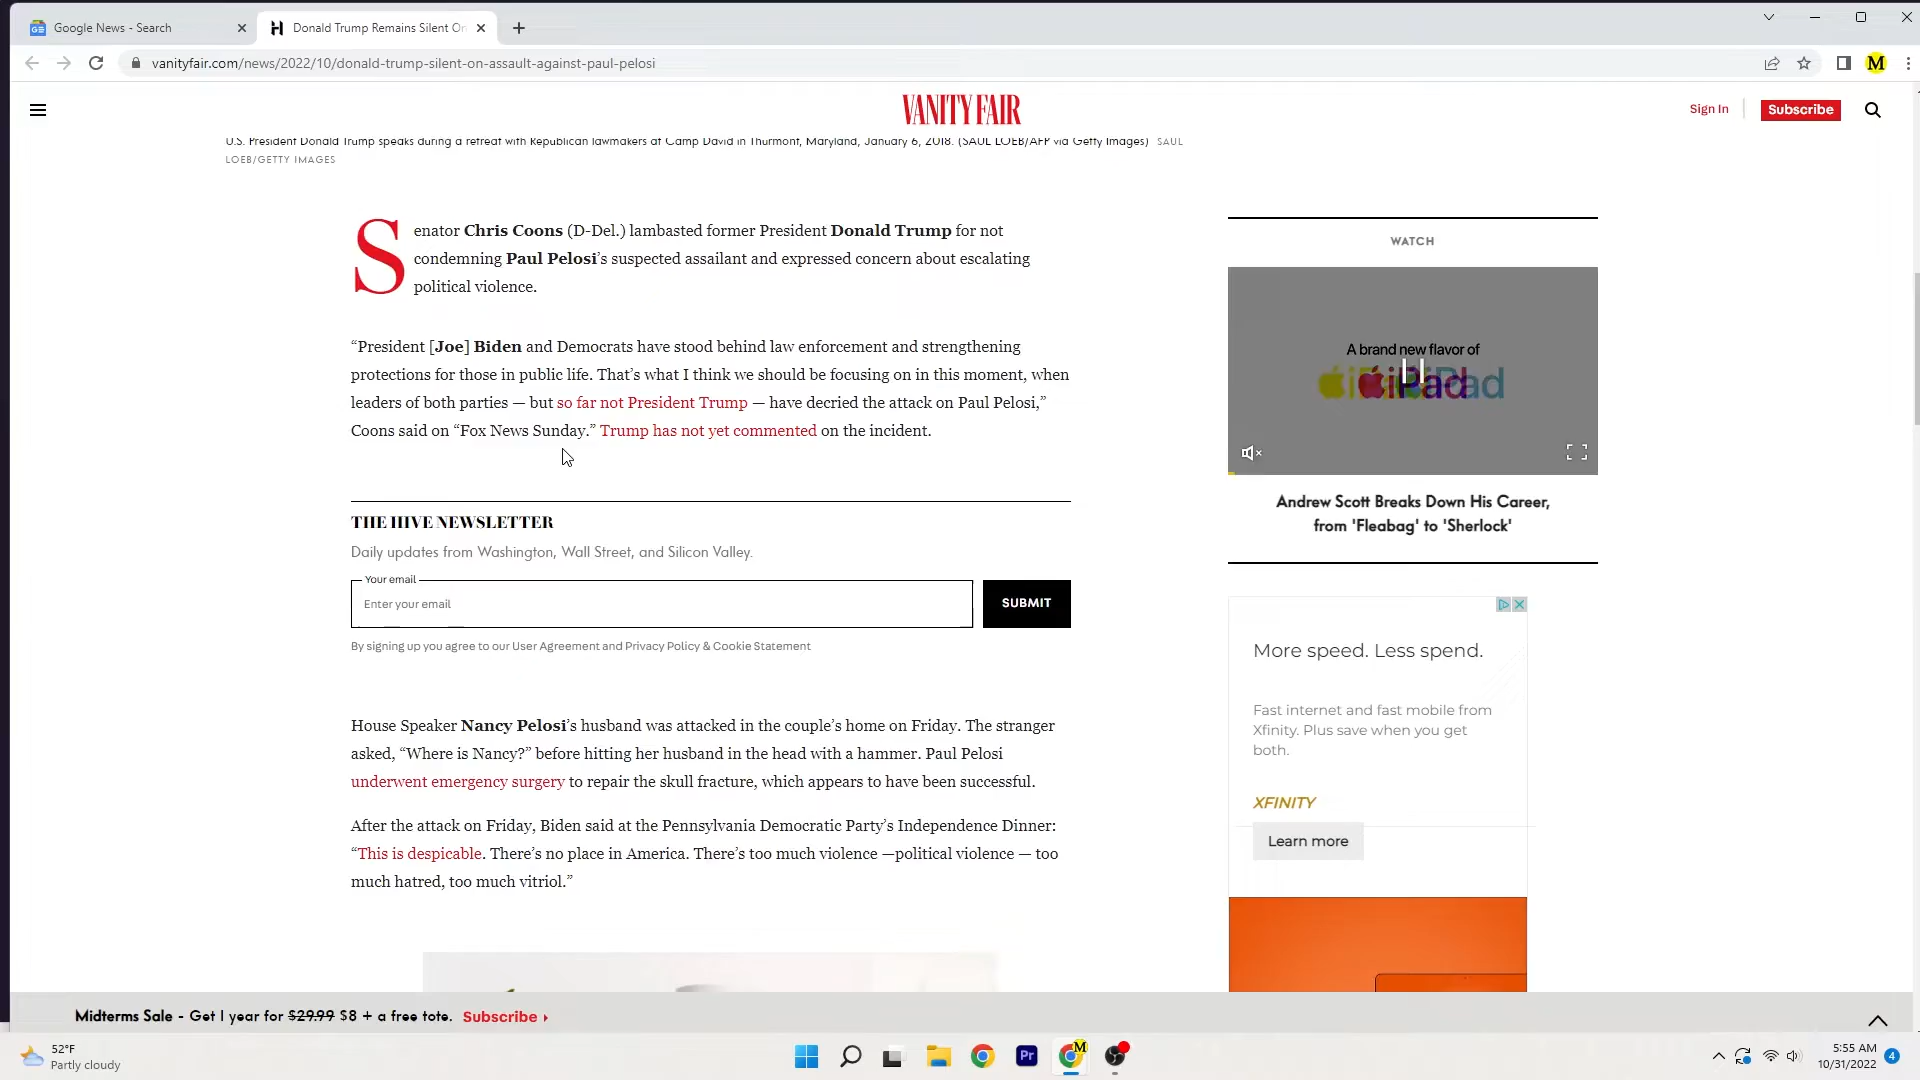 Google News - Search
Donald Trump Remains Silent On
vanityfair.com/news/2022/10/donald-trump-silent-on-assault-against-paul-pelosi
M
VANITY FAIR
Sign In
Subscribe
U.S. President Donald Trump speaks during a retreat with Republican lawmakers at Camp David in Thurmont, Maryland, January 6, 2018. (SAUL LOEB/AFP via Getty Images) SAUL
LOEB/GETTY IMAGES
Senator Chris Coons (D-Del.) lambasted former President Donald Trump for not
condemning Paul Pelosi's suspected assailant and expressed concern about escalating
political violence.
“President [Joe] Biden and Democrats have stood behind law enforcement and strengthening
protections for those in public life. That’s what I think we should be focusing on in this moment, when
leaders of both parties — but so far not President Trump — have decried the attack on Paul Pelosi,”
Coons said on “Fox News Sunday.” Trump has not yet commented on the incident.
THE HIVE NEWSLETTER
Daily updates from Washington, Wall Street, and Silicon Valley.
Your email
Enter your email
SUBMIT
By signing up you agree to our User Agreement and Privacy Policy & Cookie Statement
House Speaker Nancy Pelosi’s husband was attacked in the couple’s home on Friday. The stranger
asked, “Where is Nancy?” before hitting her husband in the head with a hammer. Paul Pelosi
underwent emergency surgery to repair the skull fracture, which appears to have been successful.
After the attack on Friday, Biden said at the Pennsylvania Democratic Party’s Independence Dinner:
“This is despicable. There’s no place in America. There’s too much violence —political violence — too
much hatred, too much vitriol.”
WATCH
A brand new flavor of
iPad
Andrew Scott Breaks Down His Career,
from 'Fleabag' to 'Sherlock'
More speed. Less spend.
Fast internet and fast mobile from
Xfinity. Plus save when you get
both.
XFINITY
Learn more
Midterms Sale - Get 1 year for $29.99 $8 + a free tote. Subscribe
52°F
Partly cloudy
Pr
M
5:55 AM
10/31/2022
4